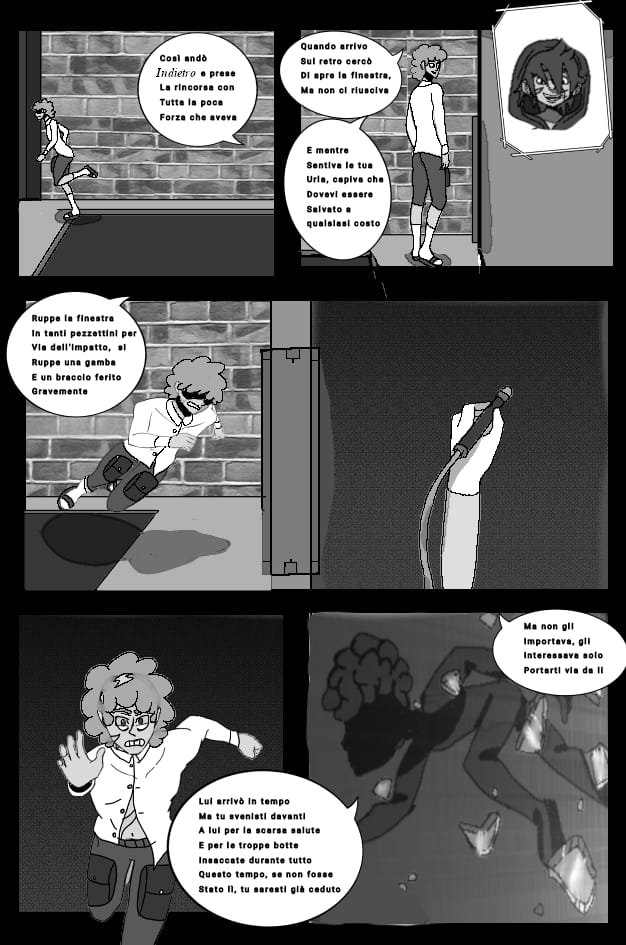 Così andò
Indietro e prese
La rincorsa con
Tutta la poca
Forza che aveva
Quando arrivo
Sul retro cercò
Di apre la finestra,
Ma non ci riusciva
E mentre
Sentiva le tua
Urla, capiva che
Dovevi essere
Salvato a
qualsiasi costo
Ruppe la finestra
In tanti pezzettini per
Via dell'impatto, si
Ruppe una gamba
E un braccio ferito
Gravemente
Ma non gli
Importava, gli
Interessava solo
Portarti via da lì
Lui arrivò in tempo
Ma tu svenisti davanti
A lui per la scarsa salute
E per le troppe botte
Insaccate durante tutto
Questo tempo, se non fosse
Stato lì, tu saresti già ceduto